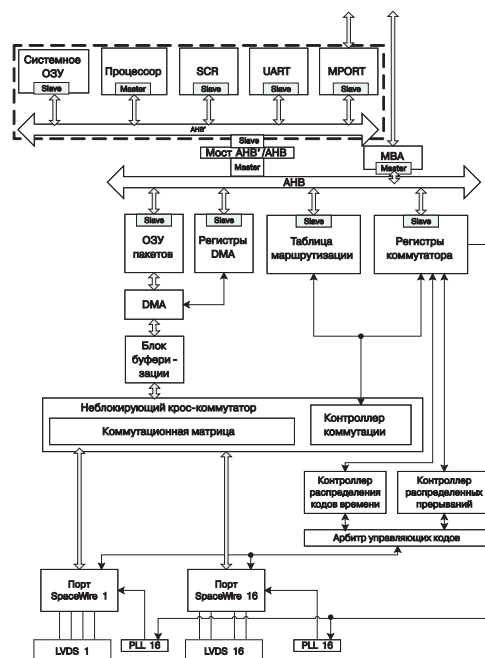 Системное
ОЗУ
Slave
Процессор
Master
SCR
Slave
UART
Slave
MPORT
Slave
AHB'
Slave
Мост AHB'/AHB
Master
MBA
Master
AHB
Slave
ОЗУ
пакетов
Slave
Регистры
DMA
Slave
Таблица
маршрутизации
Slave
Регистры
коммутатора
DMA
Блок
буфери -
зации
Неблокирующий крос-коммутатор
Коммутационная матрица
Контроллер
коммутации
Контроллер
распределения
кодов времени
Контроллер
распределенных
прерываний
Арбитр управляющих кодов
Порт
SpaceWire 1
Порт
SpaceWire 16
LVDS 1
PLL 16
LVDS 16
PLL 16